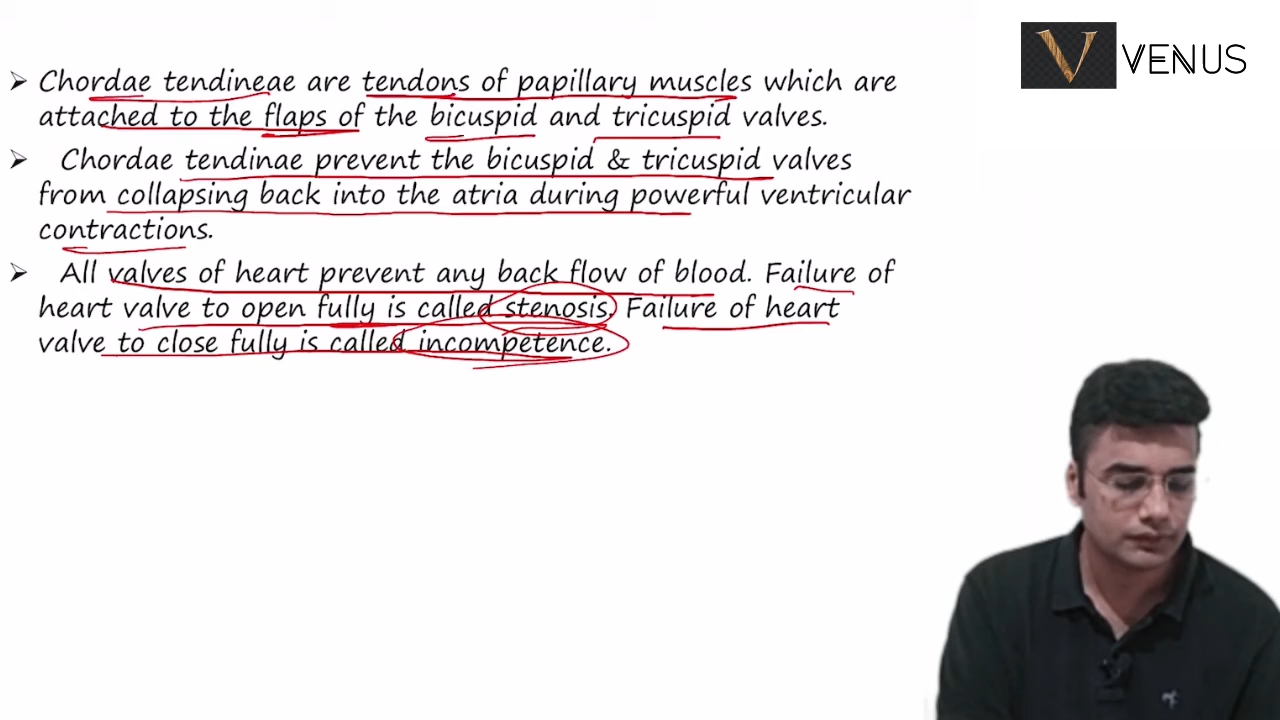 V VENUS
➢ Chordae tendineae are tendons of papillary muscles which are
attached to the flaps of the bicuspid and tricuspid valves.
➢ Chordae tendinae prevent the bicuspid & tricuspid valves
from collapsing back into the atria during powerful ventricular
contractions.
➢ All valves of heart prevent any back flow of blood. Failure of
heart valve to open fully is called stenosis. Failure of heart
valve to close fully is called incompetence.